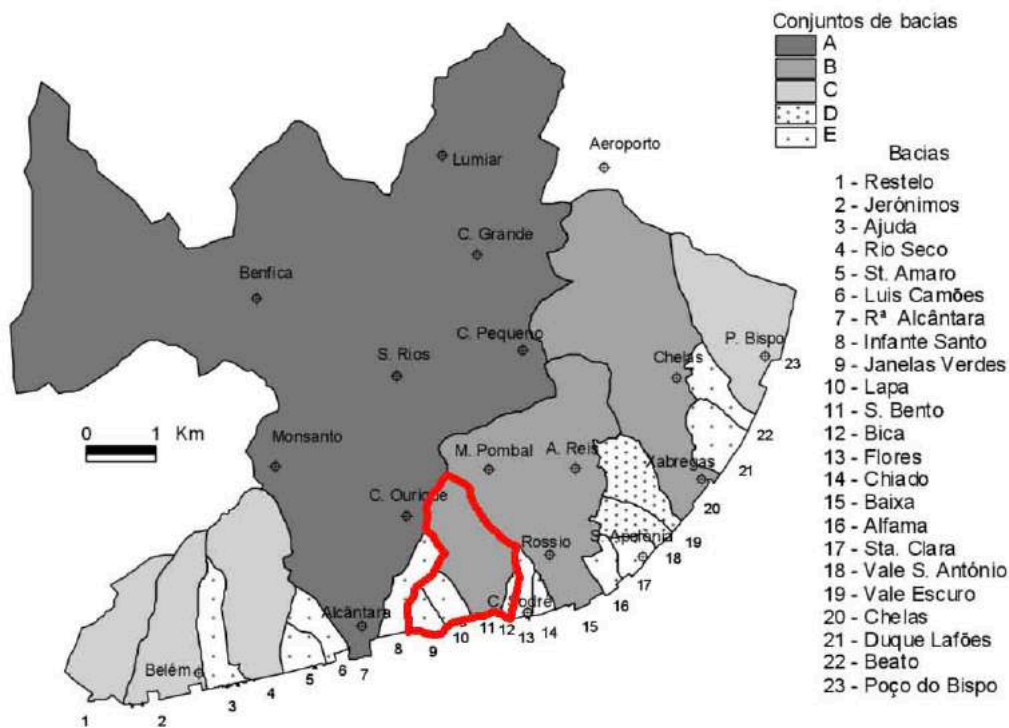 Conjuntos de bacias
A
B
C
D
E
Aeroporto
Lumiar
C. Grande
Benfica
C. Pequeno
S. Rios
Chelas
P. Bispo
23
0 1 Km
Monsanto
M. Pombal
A. Reis
22
Xabregas
21
C. Ourique
20
19
Rossio
S. Apolónia
18
17
16
Alcântara
C. Sodré
15
14
13
12
11
10
9
8
7
6
5
4
Belém
3
2
1
Bacias
1 - Restelo
2 - Jerónimos
3 - Ajuda
4 - Rio Seco
5 - St. Amaro
6 - Luis Camões
7 - Rª Alcântara
8 - Infante Santo
9 - Janelas Verdes
10 - Lapa
11 - S. Bento
12 - Bica
13 - Flores
14 - Chiado
15 - Baixa
16 - Alfama
17 - Sta. Clara
18 - Vale S. António
19 - Vale Escuro
20 - Chelas
21 - Duque Lafões
22 - Beato
23 - Poço do Bispo